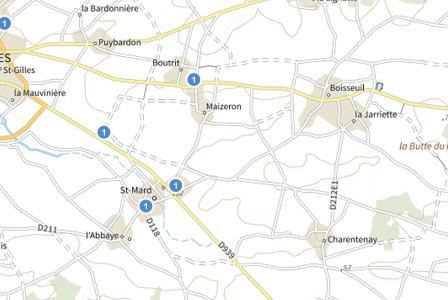 1
la Bardonnière
Puybardon
ES
St-Gilles
la Mauvinière
Boutrit
1
Maizeron
Boisseuil
la Jarriette
1
la Butte du
St-Mard
1
1
D212E1
D211
l'Abbaye
D118
D939
Charentenay
57
is